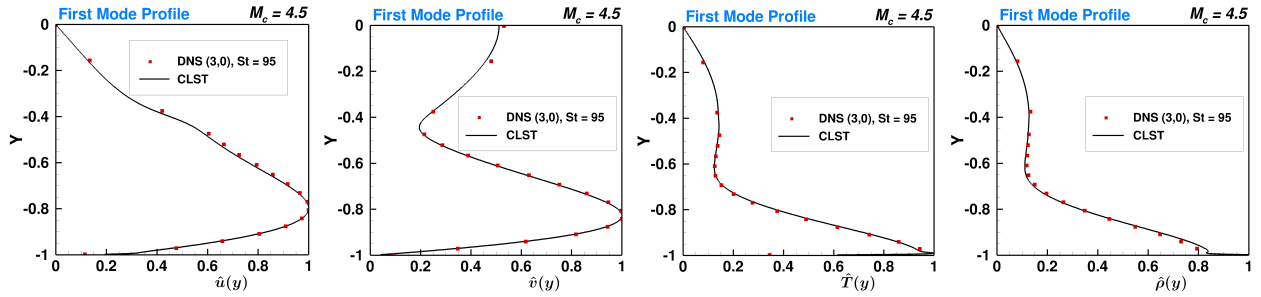 First Mode Profile M_c = 4.5
0
-0.2
-0.4
-0.6
-0.8
-1
Y
DNS (3,0), St = 95
CLST
0 0.2 0.4 0.6 0.8 1
û(y)
First Mode Profile M_c = 4.5
0
-0.2
-0.4
-0.6
-0.8
-1
Y
DNS (3,0), St = 95
CLST
0 0.2 0.4 0.6 0.8 1
v̂(y)
First Mode Profile M_c = 4.5
0
-0.2
-0.4
-0.6
-0.8
-1
Y
DNS (3,0), St = 95
CLST
0 0.2 0.4 0.6 0.8 1
T̂(y)
First Mode Profile M_c = 4.5
0
-0.2
-0.4
-0.6
-0.8
-1
Y
DNS (3,0), St = 95
CLST
0 0.2 0.4 0.6 0.8 1
ρ̂(y)